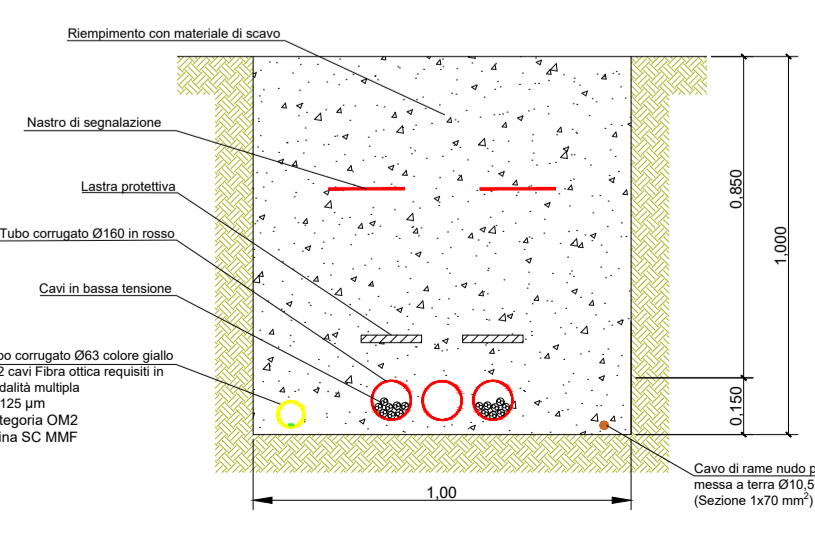 Riempimento con materiale di scavo
Nastro di segnalazione
Lastra protettiva
Tubo corrugato Ø160 in rosso
Cavi in bassa tensione
bo corrugato Ø63 colore giallo
2 cavi Fibra ottica requisiti in
dalità multipla
125 µm
tegoria OM2
ina SC MMF
0,850
1,000
0,150
1,00
Cavo di rame nudo p
messa a terra Ø10,5
(Sezione 1x70 mm²)